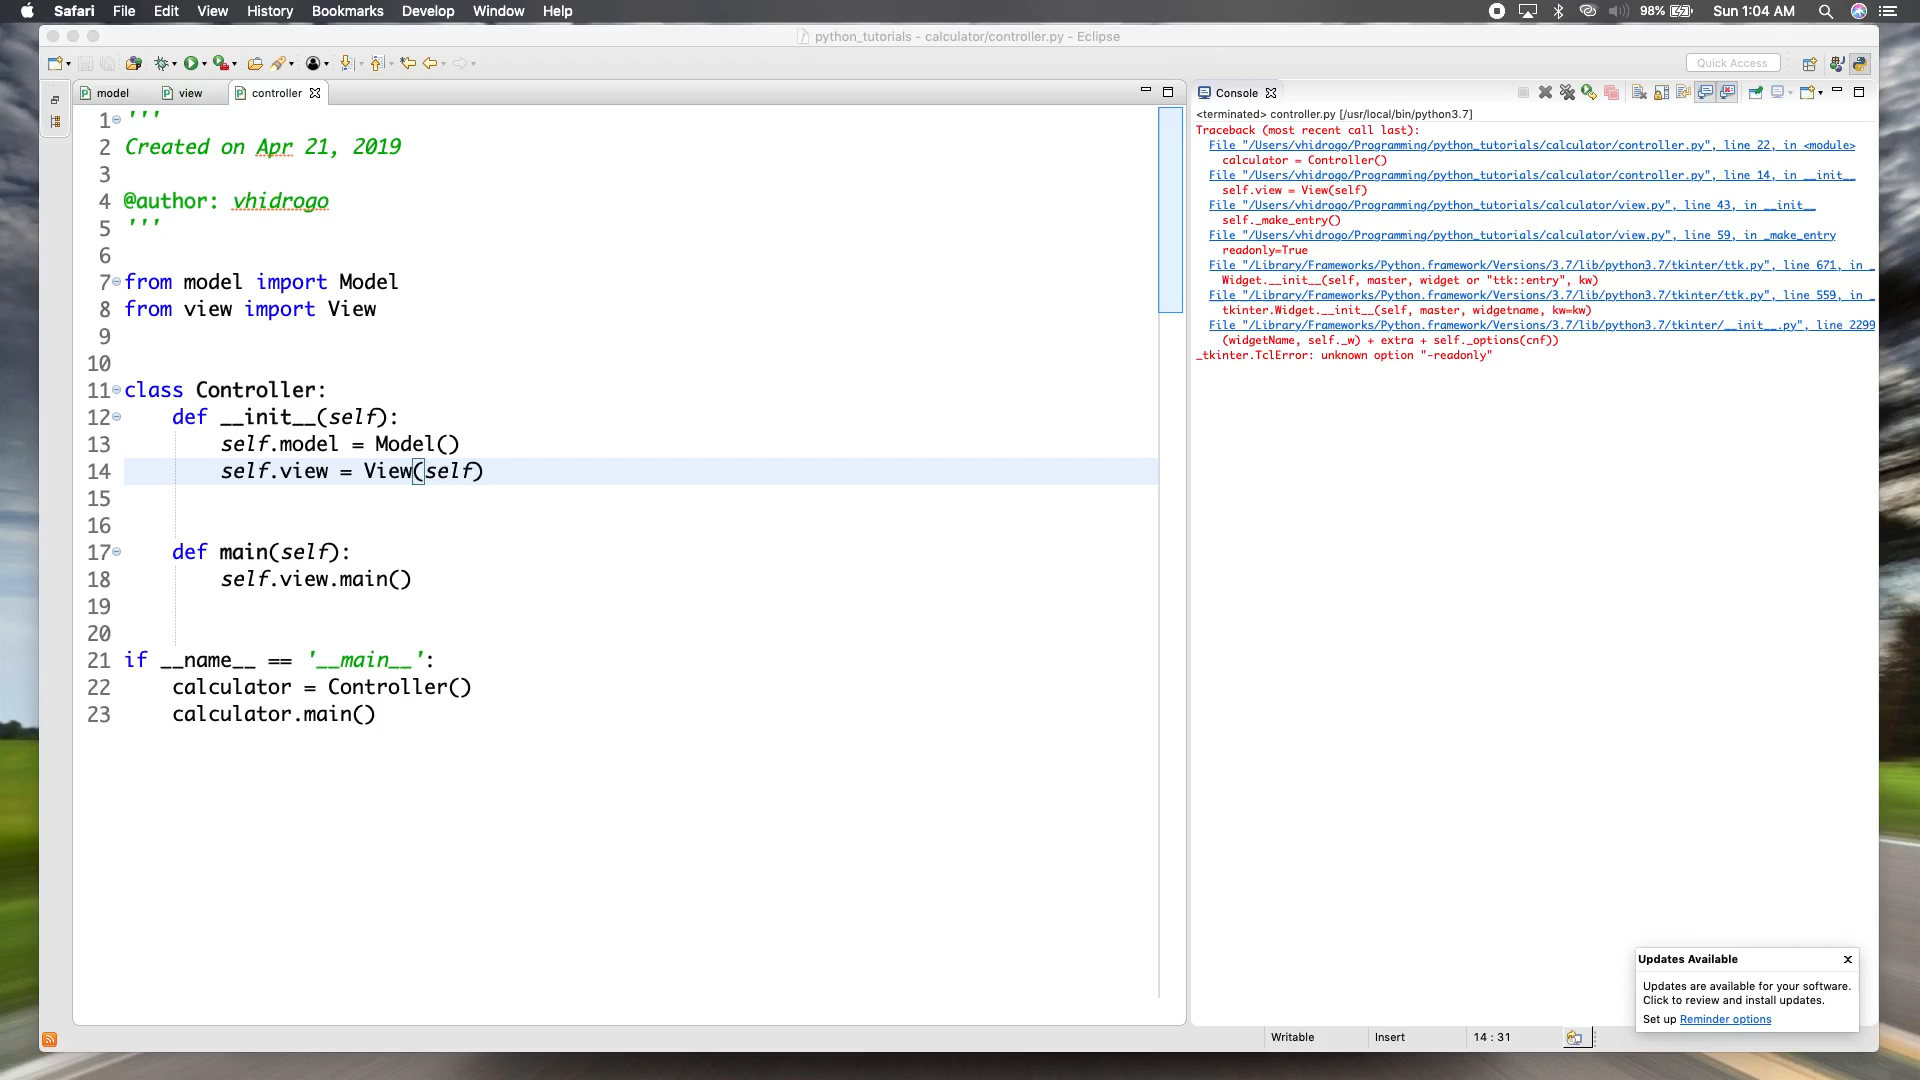 Safari File Edit View History Bookmarks Develop Window Help 98% Sun 1:04 AM
python_tutorials - calculator/controller.py - Eclipse
Quick Access
model view controller
1 '''
2 Created on Apr 21, 2019
3
4 @author: vhidrogo
5 '''
6
7 from model import Model
8 from view import View
9
10
11 class Controller:
12 def __init__(self):
13 self.model = Model()
14 self.view = View(self)
15
16
17 def main(self):
18 self.view.main()
19
20
21 if __name__ == '__main__':
22 calculator = Controller()
23 calculator.main()
Console
<terminated> controller.py [/usr/local/bin/python3.7]
Traceback (most recent call last):
File "/Users/vhidrogo/Programming/python_tutorials/calculator/controller.py", line 22, in <module>
calculator = Controller()
File "/Users/vhidrogo/Programming/python_tutorials/calculator/controller.py", line 14, in __init__
self.view = View(self)
File "/Users/vhidrogo/Programming/python_tutorials/calculator/view.py", line 43, in __init__
self._make_entry()
File "/Users/vhidrogo/Programming/python_tutorials/calculator/view.py", line 59, in _make_entry
readonly=True
File "/Library/Frameworks/Python.framework/Versions/3.7/lib/python3.7/tkinter/ttk.py", line 671, in _
Widget.__init__(self, master, widget or "ttk::entry", kw)
File "/Library/Frameworks/Python.framework/Versions/3.7/lib/python3.7/tkinter/ttk.py", line 559, in _
tkinter.Widget.__init__(self, master, widgetname, kw=kw)
File "/Library/Frameworks/Python.framework/Versions/3.7/lib/python3.7/tkinter/__init__.py", line 2299
(widgetName, self._w) + extra + self._options(cnf))
_tkinter.TclError: unknown option "-readonly"
Updates Available
Updates are available for your software.
Click to review and install updates.
Set up Reminder options
Writable Insert 14 : 31